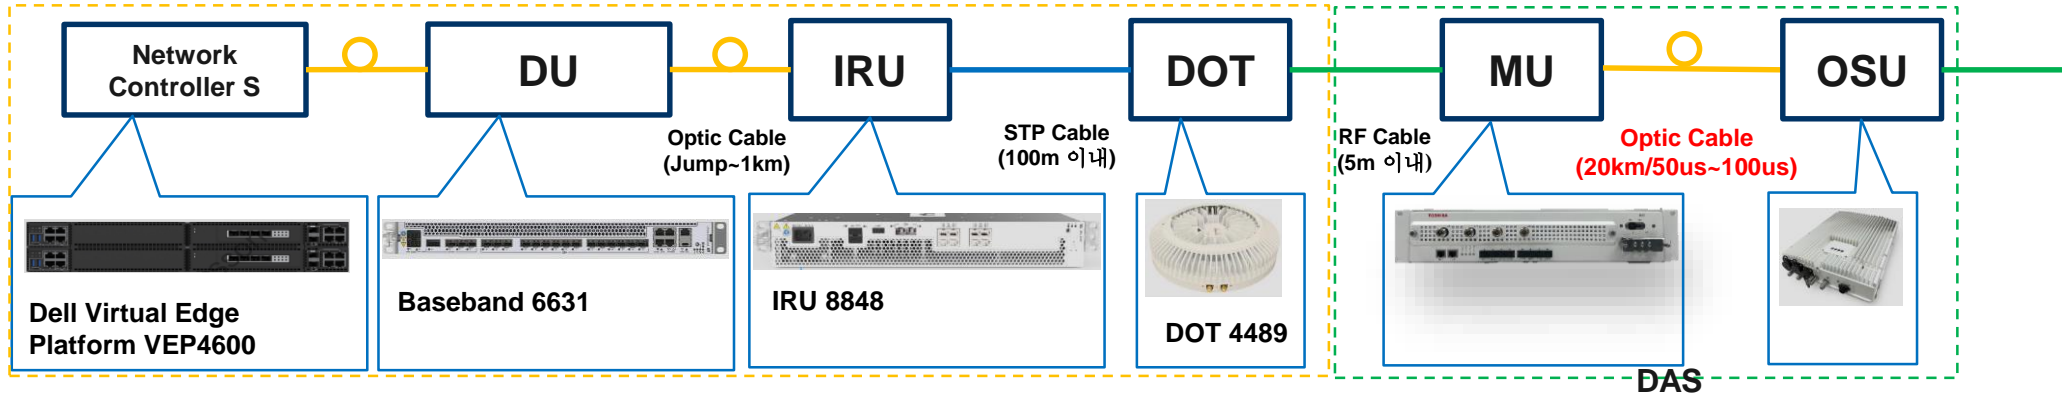 Network
Controller S
DU
IRU
DOT
MU
OSU
Optic Cable
(Jump~1km)
STP Cable
(100m 이내)
RF Cable
(5m 이내)
Optic Cable
(20km/50us~100us)
Dell Virtual Edge
Platform VEP4600
Baseband 6631
IRU 8848
DOT 4489
DAS